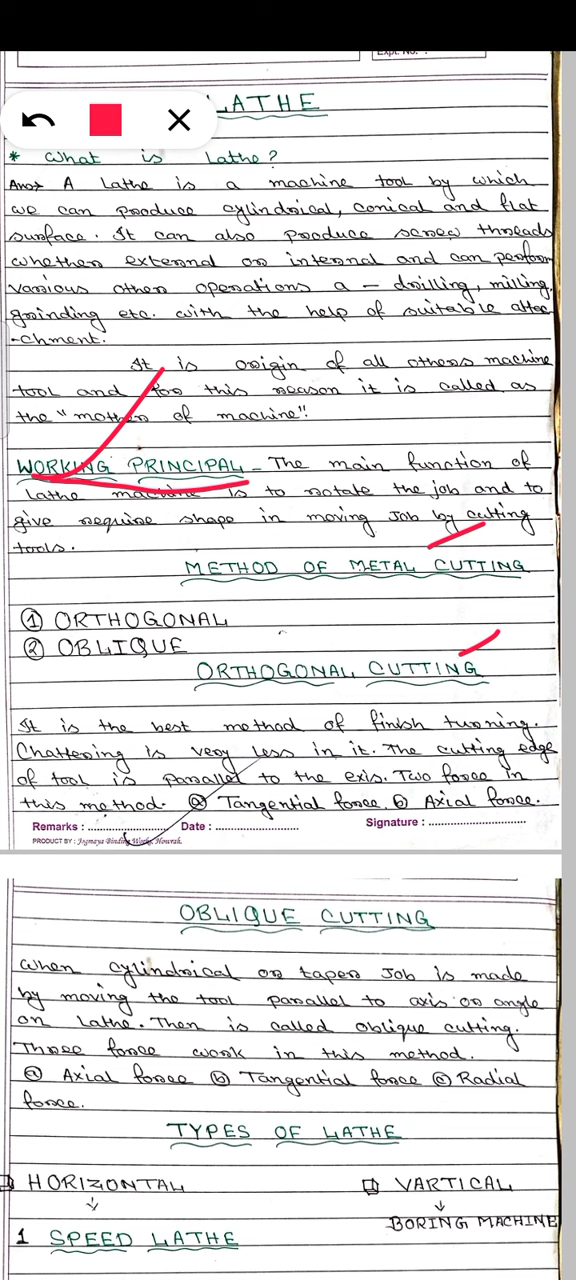 Expt. No. :
LATHE
* What is Lathe?
Ans→ A Lathe is a machine tool by which
we can produce cylindrical, conical and flat
surface. It can also produce screw threads
whether external or internal and can perform
various other operations a - drilling, milling,
grinding etc. with the help of suitable atta
-chment.
It is origin of all others machine
tool and for this reason it is called as
the "mother of machine".
WORKING PRINCIPAL - The main function of
lathe machine is to rotate the job and to
give require shape in moving Job by cutting
tools.
METHOD OF METAL CUTTING
① ORTHOGONAL
② OBLIQUE
ORTHOGONAL CUTTING
It is the best method of finish turning.
Chattering is very less in it. The cutting edge
of tool is parallel to the exis. Two force in
this method. ⓐ Tangential force. ⓑ Axial force.
Remarks : Date : Signature :
PRODUCT BY : Jogmaya Binding Works, Howrah.
OBLIQUE CUTTING
When cylindrical or taper Job is made
by moving the tool parallel to axis or angle
on Lathe. Then is called oblique cutting.
Three force work in this method.
ⓐ Axial force ⓑ Tangential force ⓒ Radial
force.
TYPES OF LATHE
HORIZONTAL VARTICAL
BORING MACHINE
1 SPEED LATHE